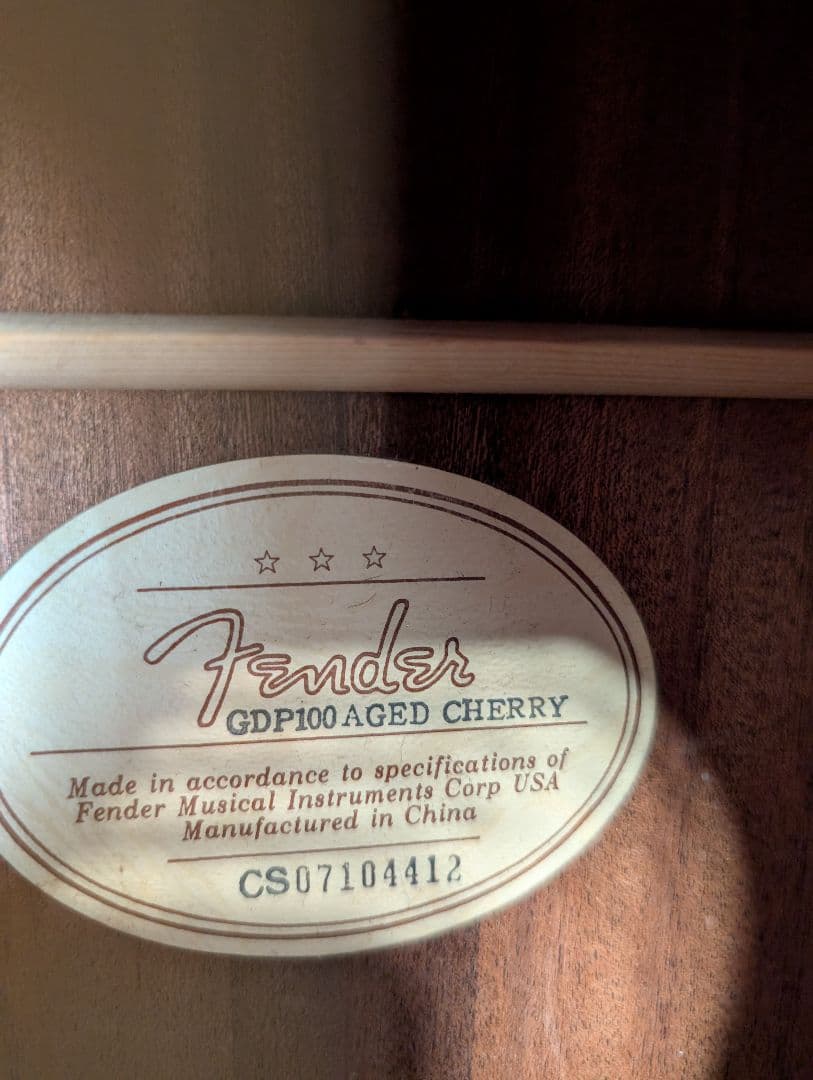 Fender
GDP100 AGED CHERRY
Made in accordance to specifications of
Fender Musical Instruments Corp USA
Manufactured in China
CS07104412